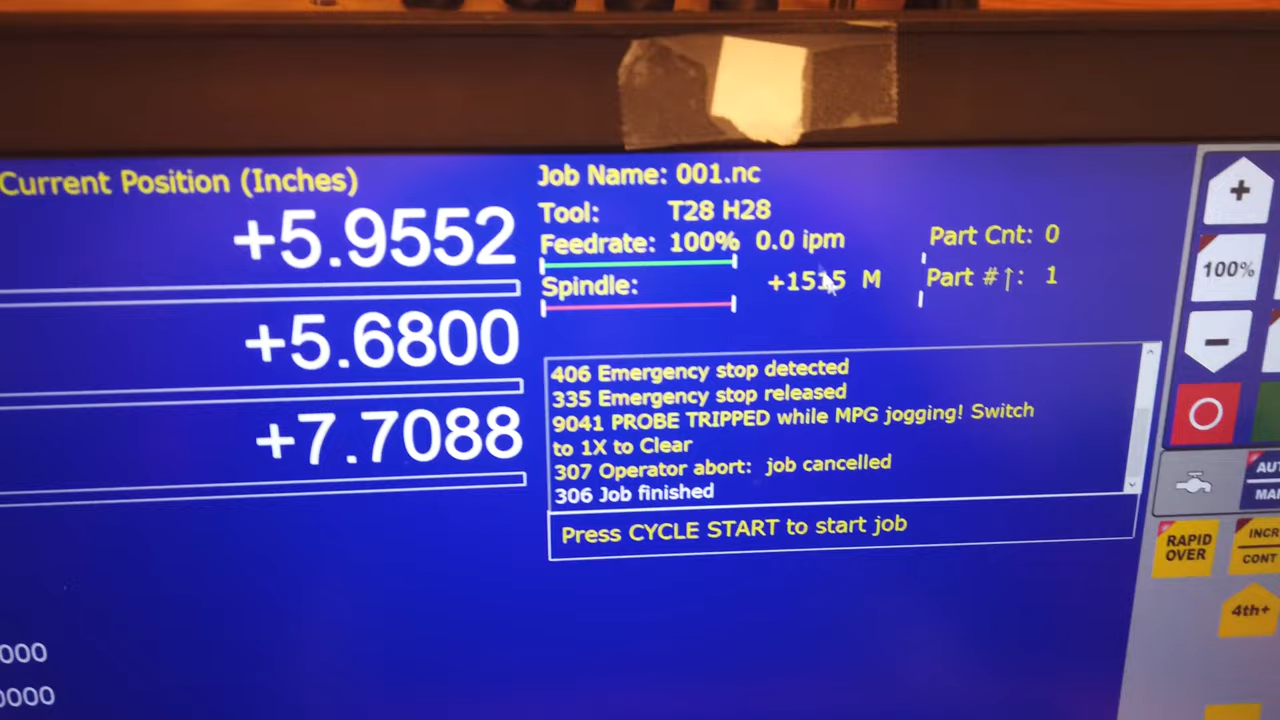 Current Position (Inches)
+5.9552
+5.6800
+7.7088
Job Name: 001.nc
Tool: T28 H28
Feedrate: 100% 0.0 ipm
Spindle: +1515 M
Part Cnt: 0
Part #↑: 1
406 Emergency stop detected
335 Emergency stop released
9041 PROBE TRIPPED while MPG jogging! Switch
to 1X to Clear
307 Operator abort: job cancelled
306 Job finished
Press CYCLE START to start job
+
100%
-
RAPID
OVER
INCR
CONT
4th+